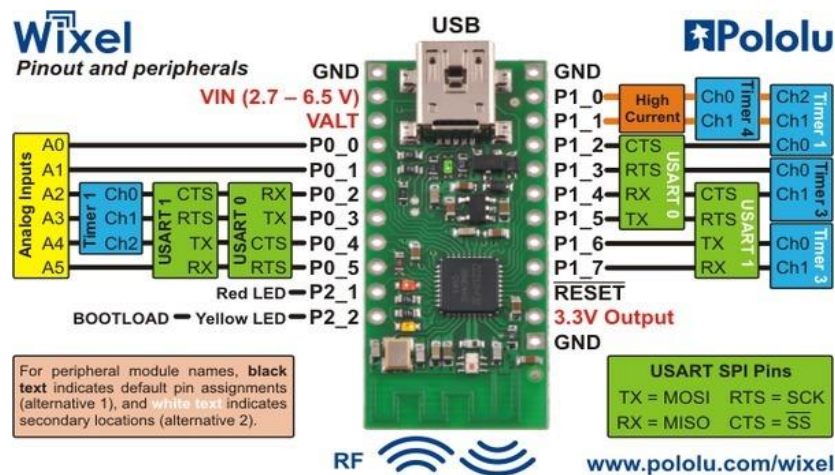 Wixel
Pinout and peripherals
USB
Pololu
GND
VIN (2.7 – 6.5 V)
VALT
A0 P0_0
A1 P0_1
A2 Ch0 CTS RX P0_2
A3 Ch1 RTS TX P0_3
A4 Ch2 TX CTS P0_4
A5 RX RTS P0_5
Analog Inputs
Timer 1
USART 1
USART 0
Red LED P2_1
BOOTLOAD Yellow LED P2_2
GND
P1_0 High Current Ch0 Ch2
P1_1 Ch1 Ch1
P1_2 CTS Ch0
P1_3 RTS Ch0
P1_4 RX CTS Ch1
P1_5 TX RTS
P1_6 TX Ch0
P1_7 RX Ch1
Timer 4
Timer 1
USART 0
USART 1
Timer 3
Timer 3
RESET
3.3V Output
GND
For peripheral module names, black
text indicates default pin assignments
(alternative 1), and white text indicates
secondary locations (alternative 2).
USART SPI Pins
TX = MOSI RTS = SCK
RX = MISO CTS = SS
RF
www.pololu.com/wixel